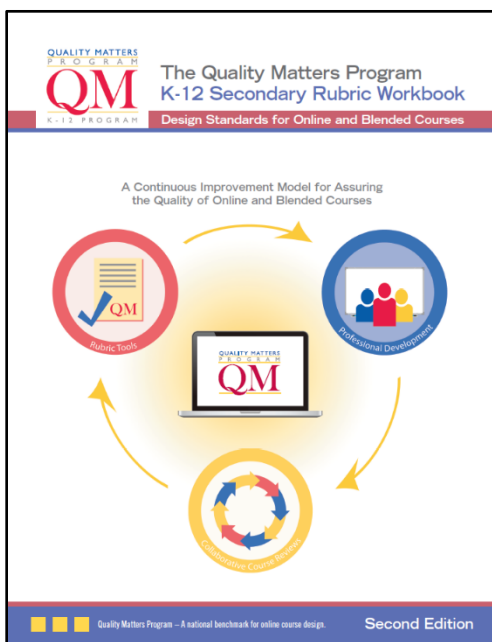 QUALITY MATTERS
PROGRAM
QM
K-12 PROGRAM
The Quality Matters Program
K-12 Secondary Rubric Workbook
Design Standards for Online and Blended Courses
A Continuous Improvement Model for Assuring
the Quality of Online and Blended Courses
QM
Rubric Tools
Professional Development
QUALITY MATTERS
PROGRAM
QM
Collaborative Course Reviews
Quality Matters Program – A national benchmark for online course design.
Second Edition